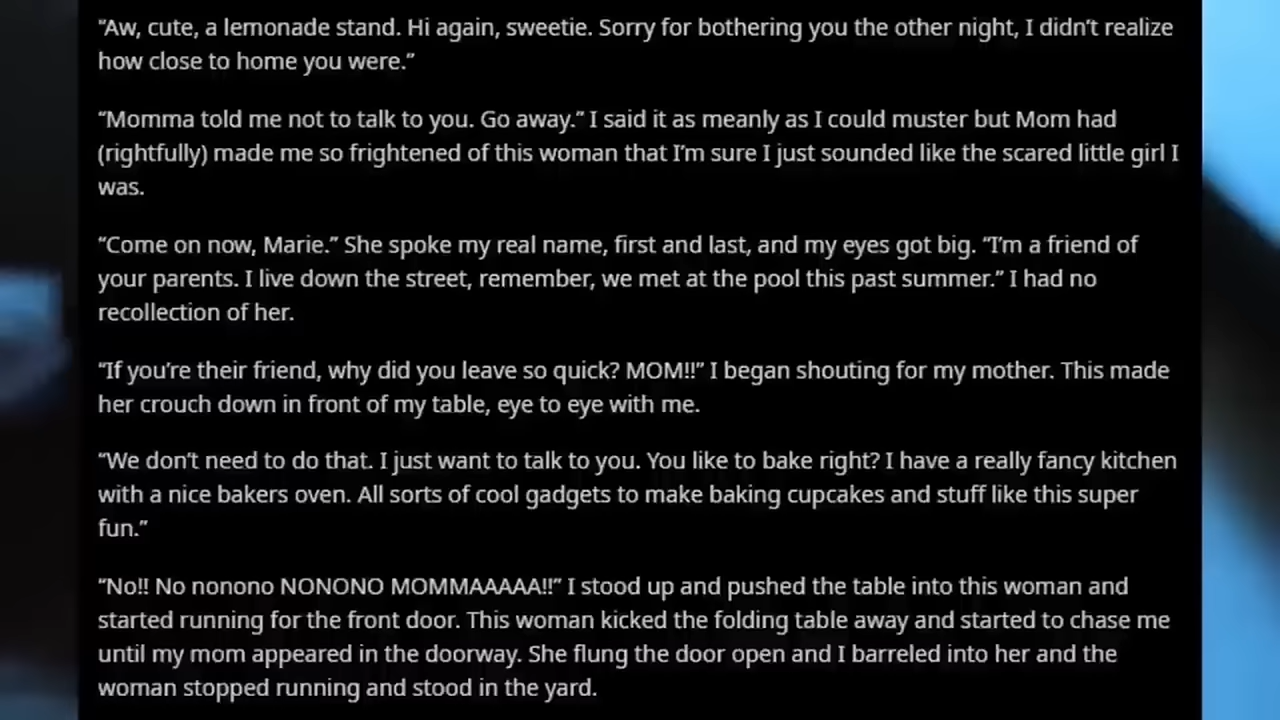 “Aw, cute, a lemonade stand. Hi again, sweetie. Sorry for bothering you the other night, I didn’t realize
how close to home you were.”
“Momma told me not to talk to you. Go away.” I said it as meanly as I could muster but Mom had
(rightfully) made me so frightened of this woman that I’m sure I just sounded like the scared little girl I
was.
“Come on now, Marie.” She spoke my real name, first and last, and my eyes got big. “I’m a friend of
your parents. I live down the street, remember, we met at the pool this past summer.” I had no
recollection of her.
“If you’re their friend, why did you leave so quick? MOM!!” I began shouting for my mother. This made
her crouch down in front of my table, eye to eye with me.
“We don’t need to do that. I just want to talk to you. You like to bake right? I have a really fancy kitchen
with a nice bakers oven. All sorts of cool gadgets to make baking cupcakes and stuff like this super
fun.”
“No!! No nonono NONONO MOMMAAAAA!!” I stood up and pushed the table into this woman and
started running for the front door. This woman kicked the folding table away and started to chase me
until my mom appeared in the doorway. She flung the door open and I barreled into her and the
woman stopped running and stood in the yard.